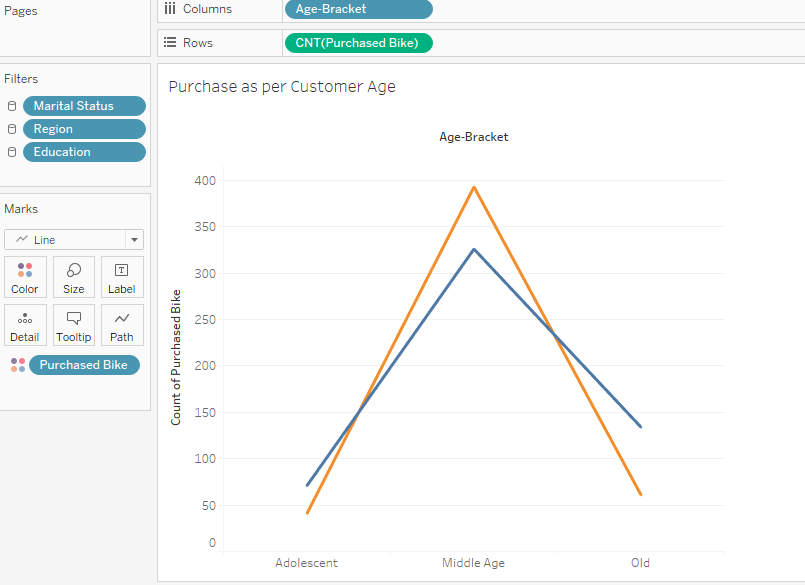 Pages
Columns
Age-Bracket
Rows
CNT(Purchased Bike)
Filters
Marital Status
Region
Education
Marks
Line
Color
Size
Label
Detail
Tooltip
Path
Purchased Bike
Purchase as per Customer Age
Age-Bracket
Count of Purchased Bike
400
350
300
250
200
150
100
50
0
Adolescent
Middle Age
Old